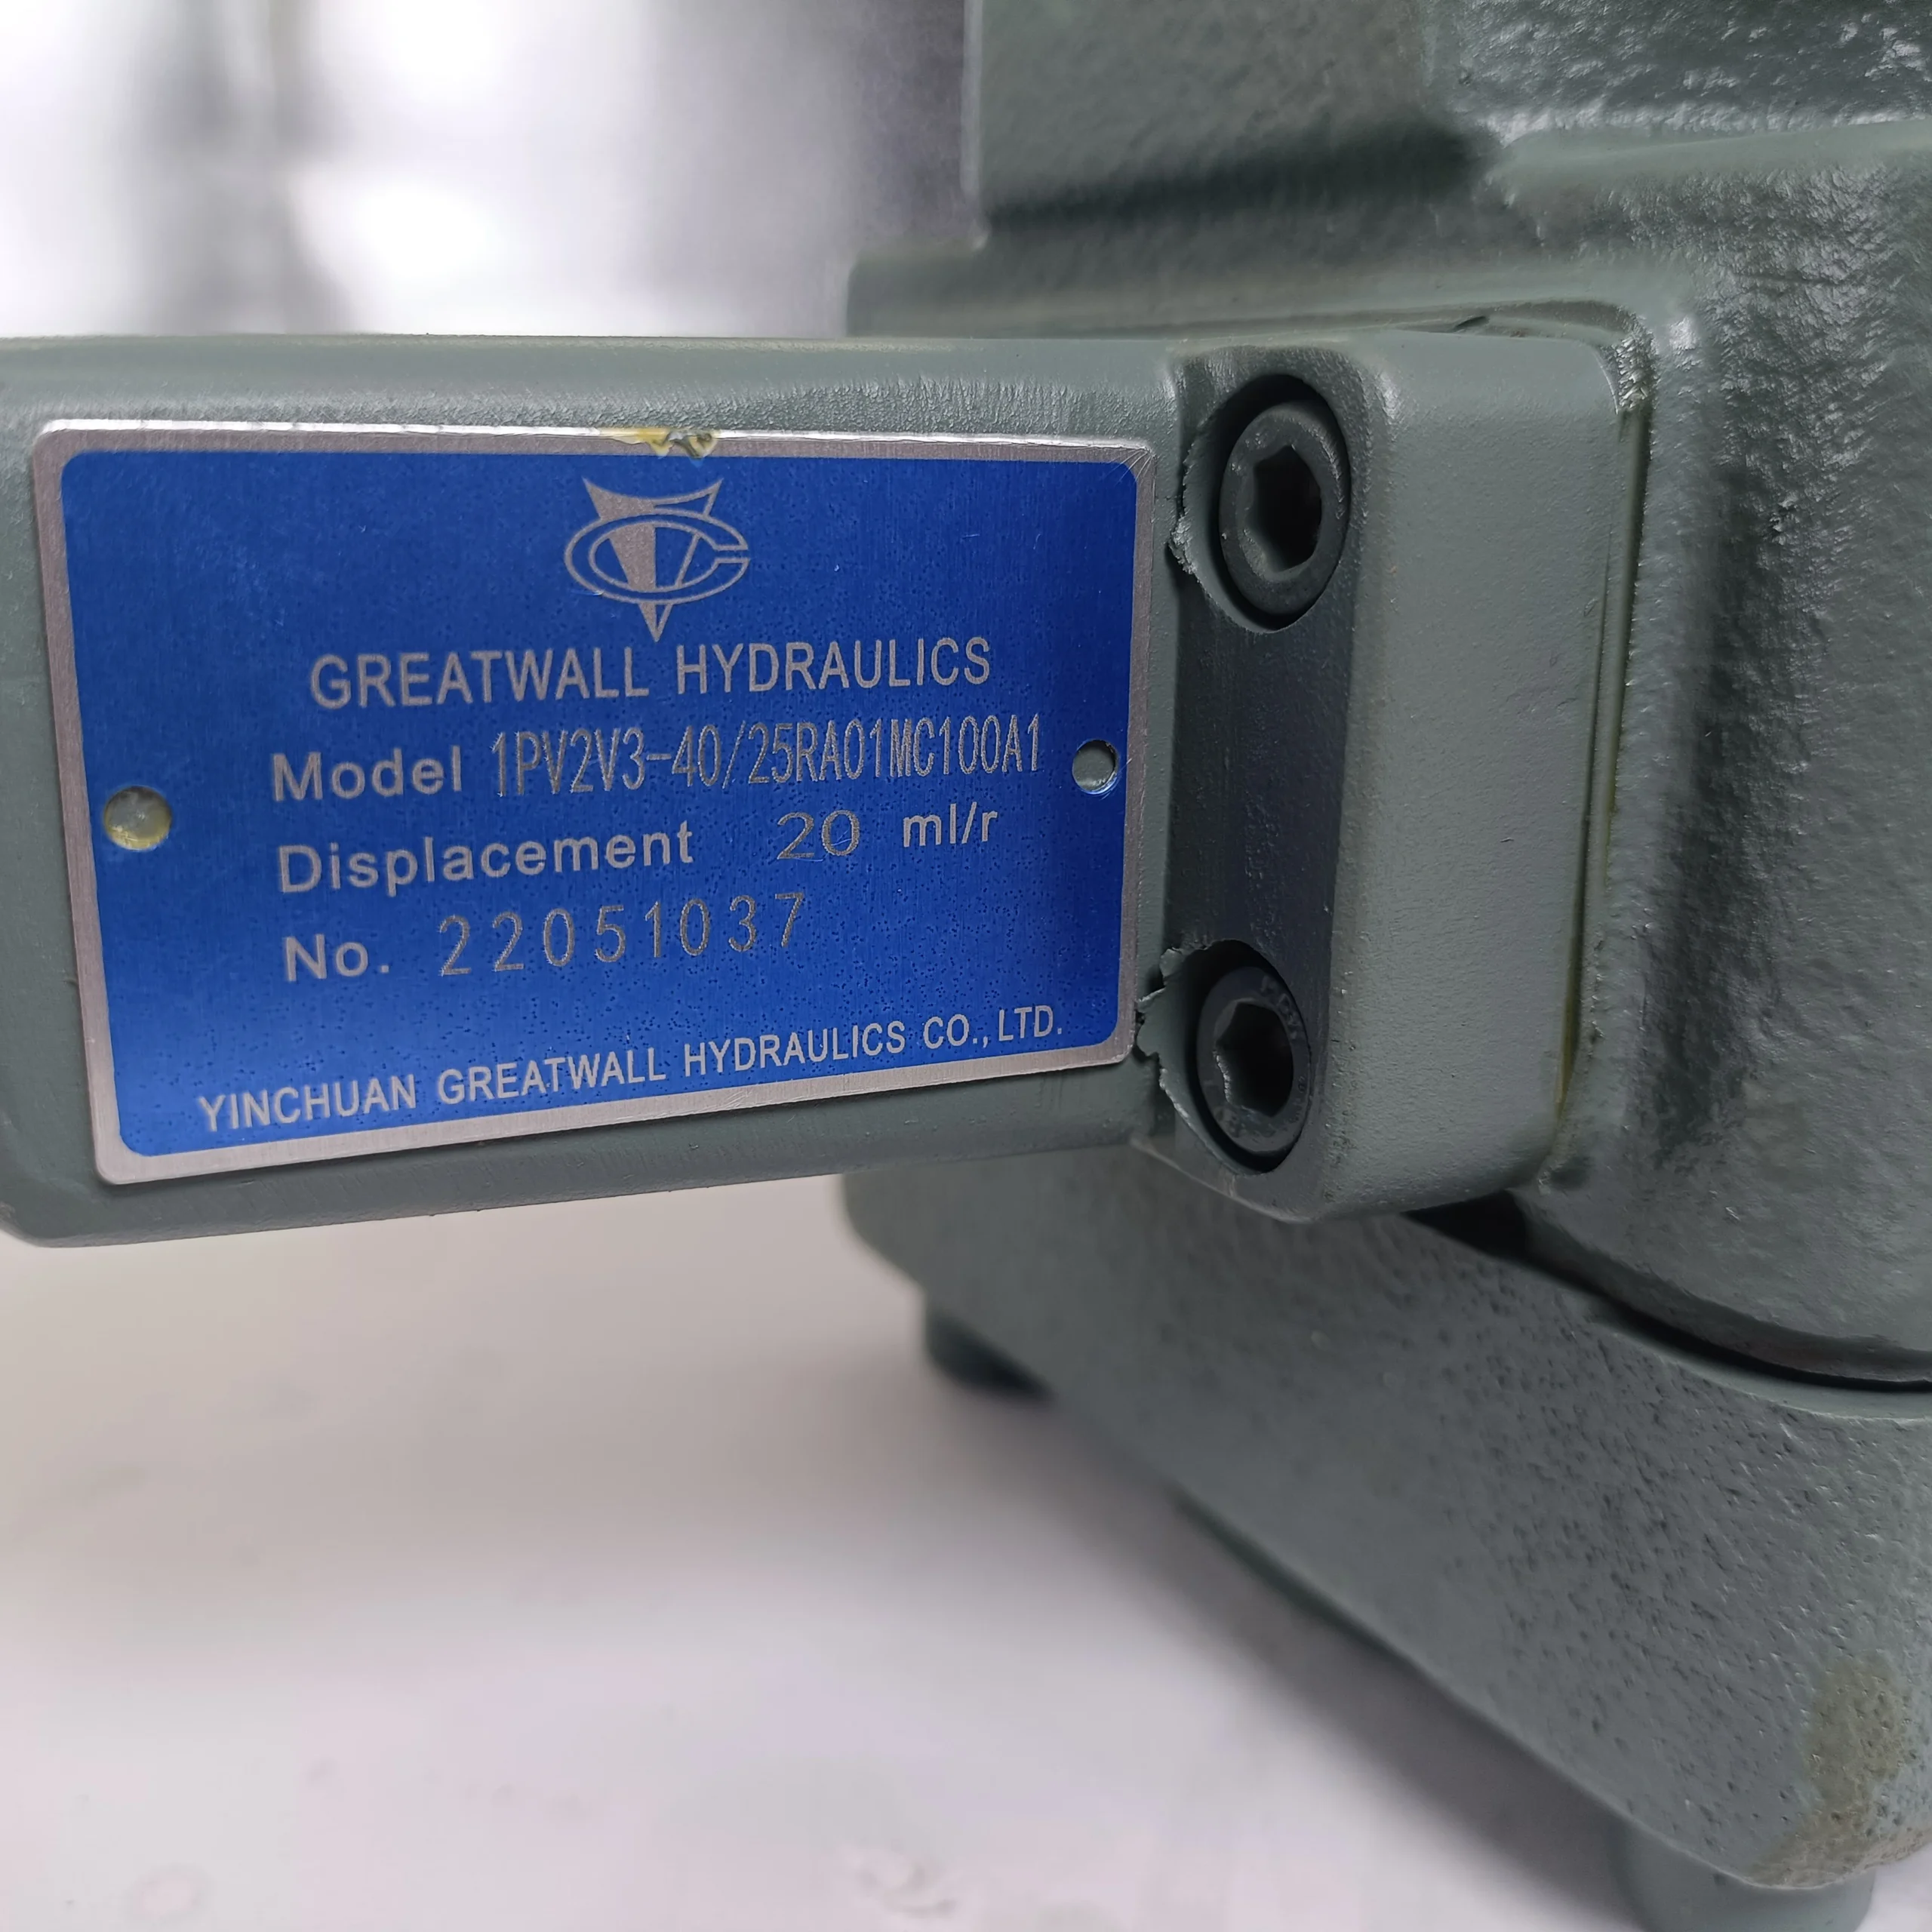 GREATWALL HYDRAULICS
Model 1PV2V3-40/25RA01MC100A1
Displacement 20 ml/r
No. 22051037
YINCHUAN GREATWALL HYDRAULICS CO., LTD.